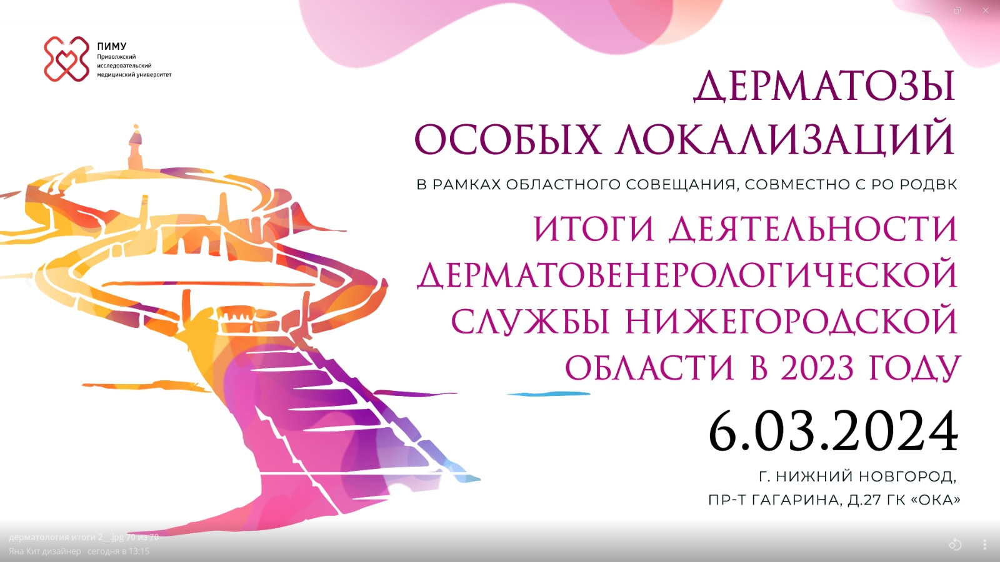 ПИМУ
Приволжский
исследовательский
медицинский университет
ДЕРМАТОЗЫ
ОСОБЫХ ЛОКАЛИЗАЦИЙ
В РАМКАХ ОБЛАСТНОГО СОВЕЩАНИЯ, СОВМЕСТНО С РО РОДВК
ИТОГИ ДЕЯТЕЛЬНОСТИ
ДЕРМАТОВЕНЕРОЛОГИЧЕСКОЙ
СЛУЖБЫ НИЖЕГОРОДСКОЙ
ОБЛАСТИ В 2023 ГОДУ
6.03.2024
Г. НИЖНИЙ НОВГОРОД,
ПР-Т ГАГАРИНА, Д.27 ГК «ОКА»
дерматология итоги 2__.jpg 70 из 70
Яна Кит дизайнер сегодня в 13:15